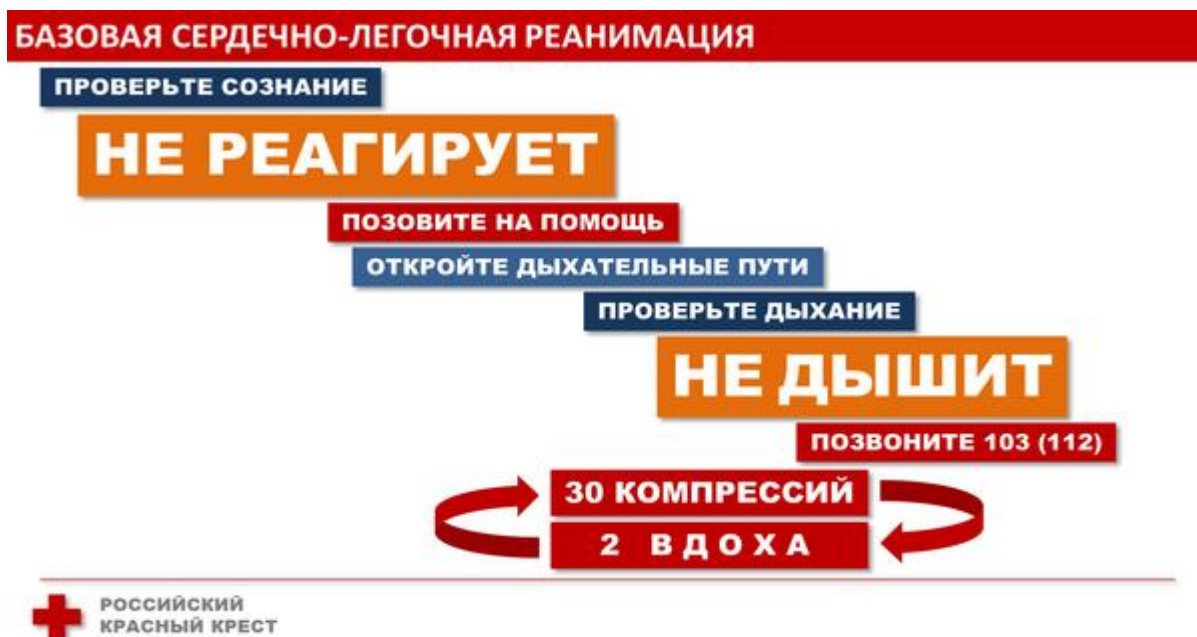 БАЗОВАЯ СЕРДЕЧНО-ЛЕГОЧНАЯ РЕАНИМАЦИЯ
ПРОВЕРЬТЕ СОЗНАНИЕ
НЕ РЕАГИРУЕТ
ПОЗОВИТЕ НА ПОМОЩЬ
ОТКРОЙТЕ ДЫХАТЕЛЬНЫЕ ПУТИ
ПРОВЕРЬТЕ ДЫХАНИЕ
НЕ ДЫШИТ
ПОЗВОНИТЕ 103 (112)
30 КОМПРЕССИЙ
2 ВДОХА
РОССИЙСКИЙ
КРАСНЫЙ КРЕСТ